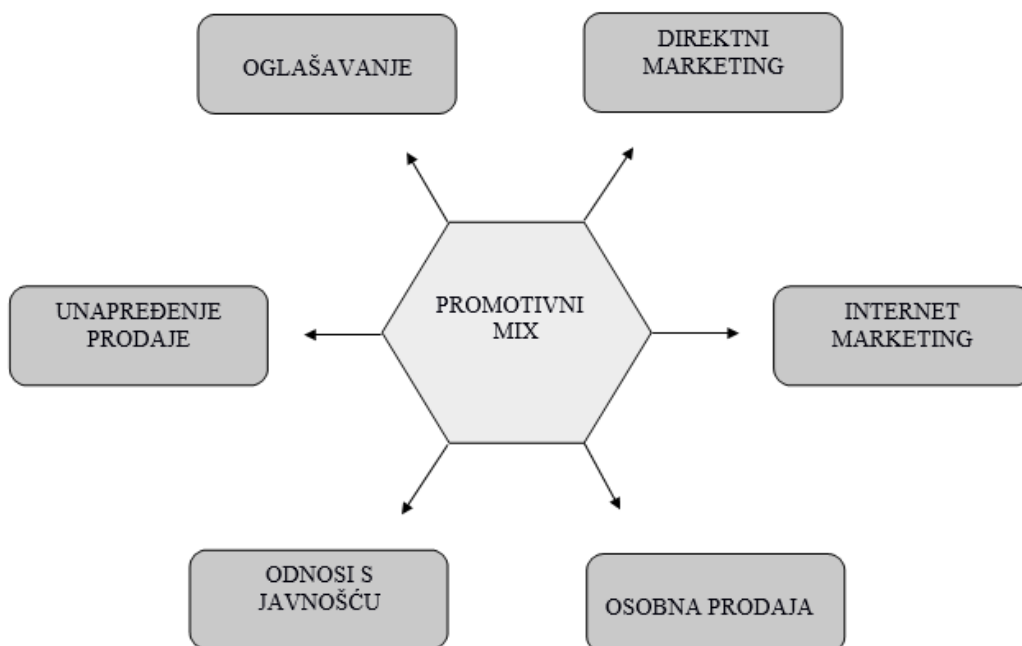 OGLAŠAVANJE
DIREKTNI
MARKETING
UNAPREĐENJE
PRODAJE
PROMOTIVNI
MIX
INTERNET
MARKETING
ODNOSI S
JAVNOŠĆU
OSOBNA PRODAJA